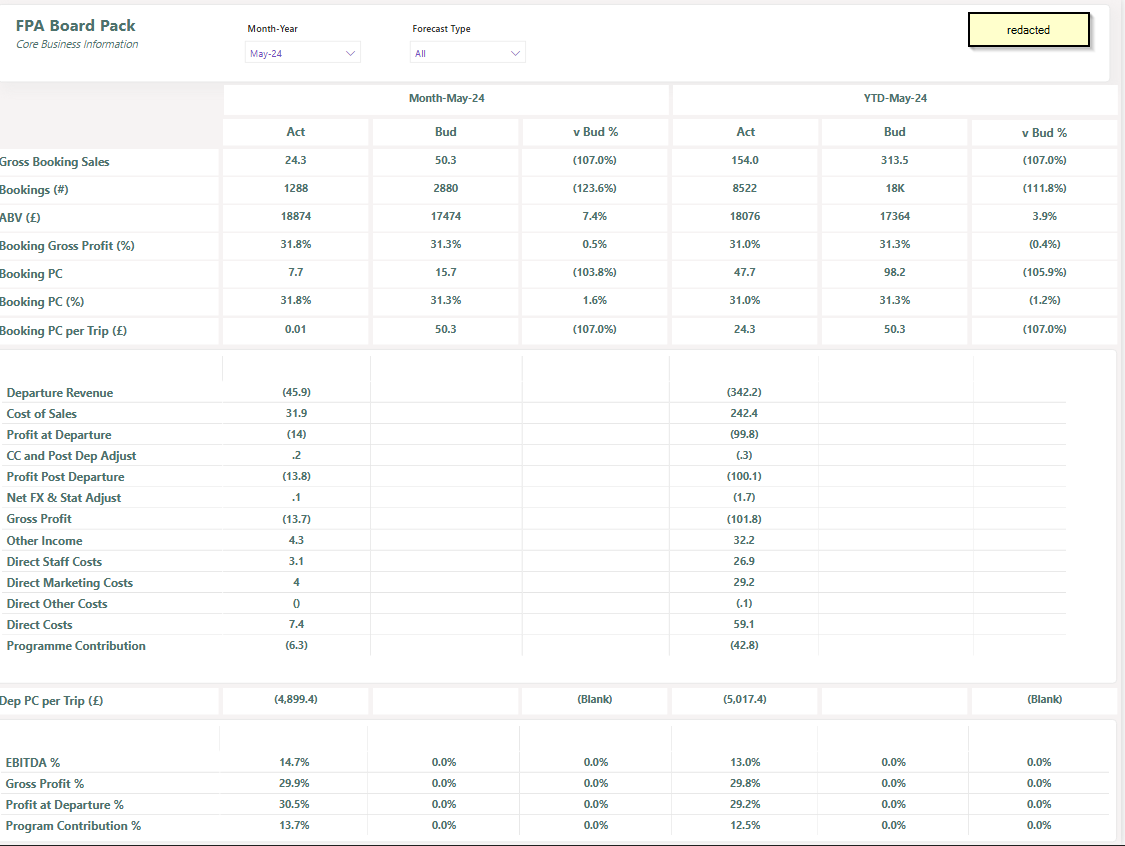 FPA Board Pack
Core Business Information
Month-Year
Forecast Type
May-24
All
redacted
Month-May-24 YTD-May-24
Act Bud v Bud % Act Bud v Bud %
Gross Booking Sales 24.3 50.3 (107.0%) 154.0 313.5 (107.0%)
Bookings (#) 1288 2880 (123.6%) 8522 18K (111.8%)
ABV (£) 18874 17474 7.4% 18076 17364 3.9%
Booking Gross Profit (%) 31.8% 31.3% 0.5% 31.0% 31.3% (0.4%)
Booking PC 7.7 15.7 (103.8%) 47.7 98.2 (105.9%)
Booking PC (%) 31.8% 31.3% 1.6% 31.0% 31.3% (1.2%)
Booking PC per Trip (£) 0.01 50.3 (107.0%) 24.3 50.3 (107.0%)
Departure Revenue (45.9) (342.2)
Cost of Sales 31.9 242.4
Profit at Departure (14) (99.8)
CC and Post Dep Adjust .2 (.3)
Profit Post Departure (13.8) (100.1)
Net FX & Stat Adjust .1 (1.7)
Gross Profit (13.7) (101.8)
Other Income 4.3 32.2
Direct Staff Costs 3.1 26.9
Direct Marketing Costs 4 29.2
Direct Other Costs () (.1)
Direct Costs 7.4 59.1
Programme Contribution (6.3) (42.8)
Dep PC per Trip (£) (4,899.4) (Blank) (5,017.4) (Blank)
EBITDA % 14.7% 0.0% 0.0% 13.0% 0.0% 0.0%
Gross Profit % 29.9% 0.0% 0.0% 29.8% 0.0% 0.0%
Profit at Departure % 30.5% 0.0% 0.0% 29.2% 0.0% 0.0%
Program Contribution % 13.7% 0.0% 0.0% 12.5% 0.0% 0.0%